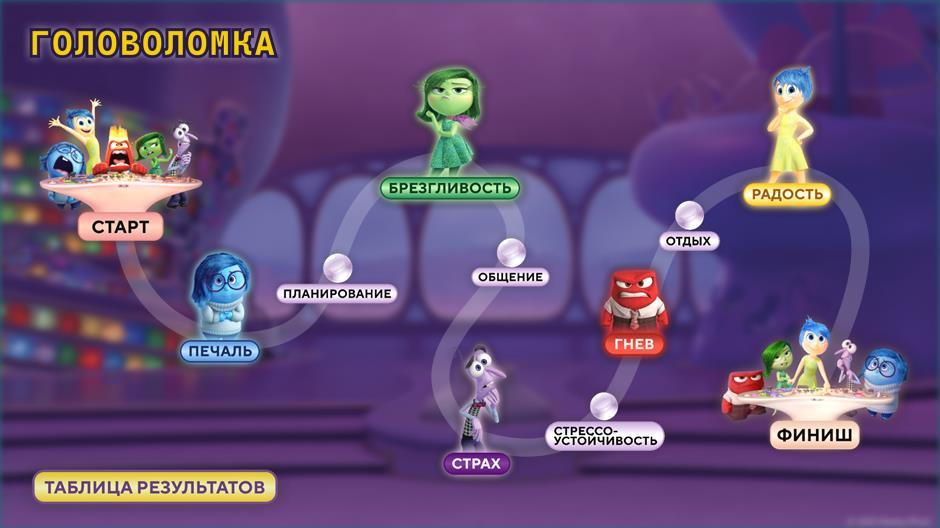 ГОЛОВОЛОМКА
СТАРТ
БРЕЗГЛИВОСТЬ
РАДОСТЬ
ОТДЫХ
ПЛАНИРОВАНИЕ
ОБЩЕНИЕ
ПЕЧАЛЬ
ГНЕВ
СТРЕССО-
УСТОЙЧИВОСТЬ
ФИНИШ
СТРАХ
ТАБЛИЦА РЕЗУЛЬТАТОВ